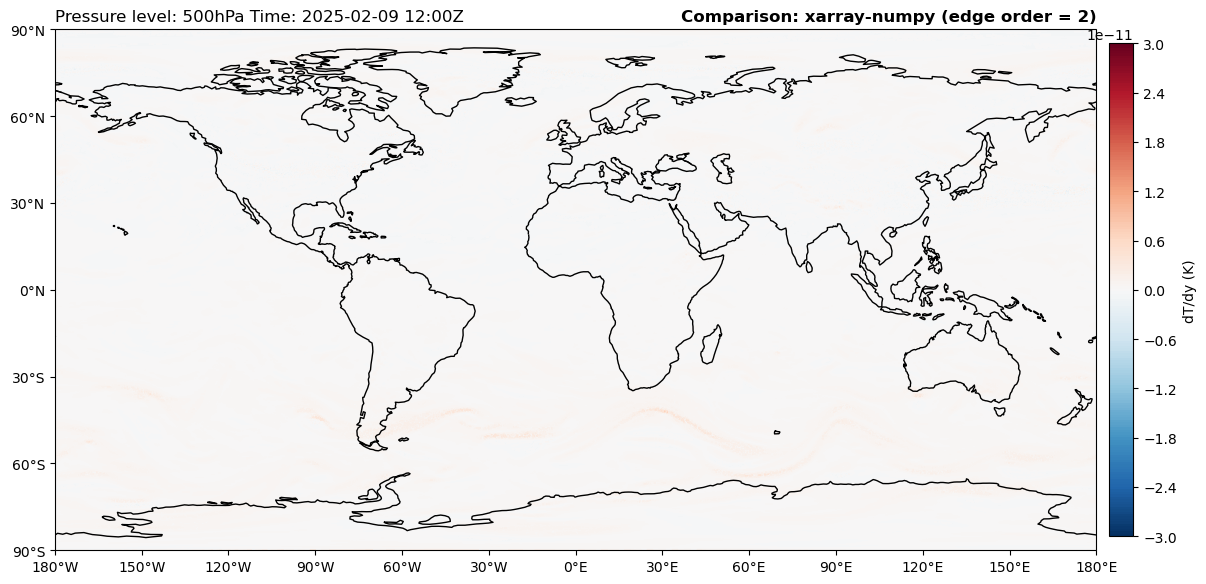 Pressure level: 500hPa Time: 2025-02-09 12:00Z
Comparison: xarray-numpy (edge order = 2)
1e−11
90°N
60°N
30°N
0°N
30°S
60°S
90°S
180°W 150°W 120°W 90°W 60°W 30°W 0°E 30°E 60°E 90°E 120°E 150°E 180°E
3.0
2.4
1.8
1.2
0.6
0.0
−0.6
−1.2
−1.8
−2.4
−3.0
dT/dy (K)